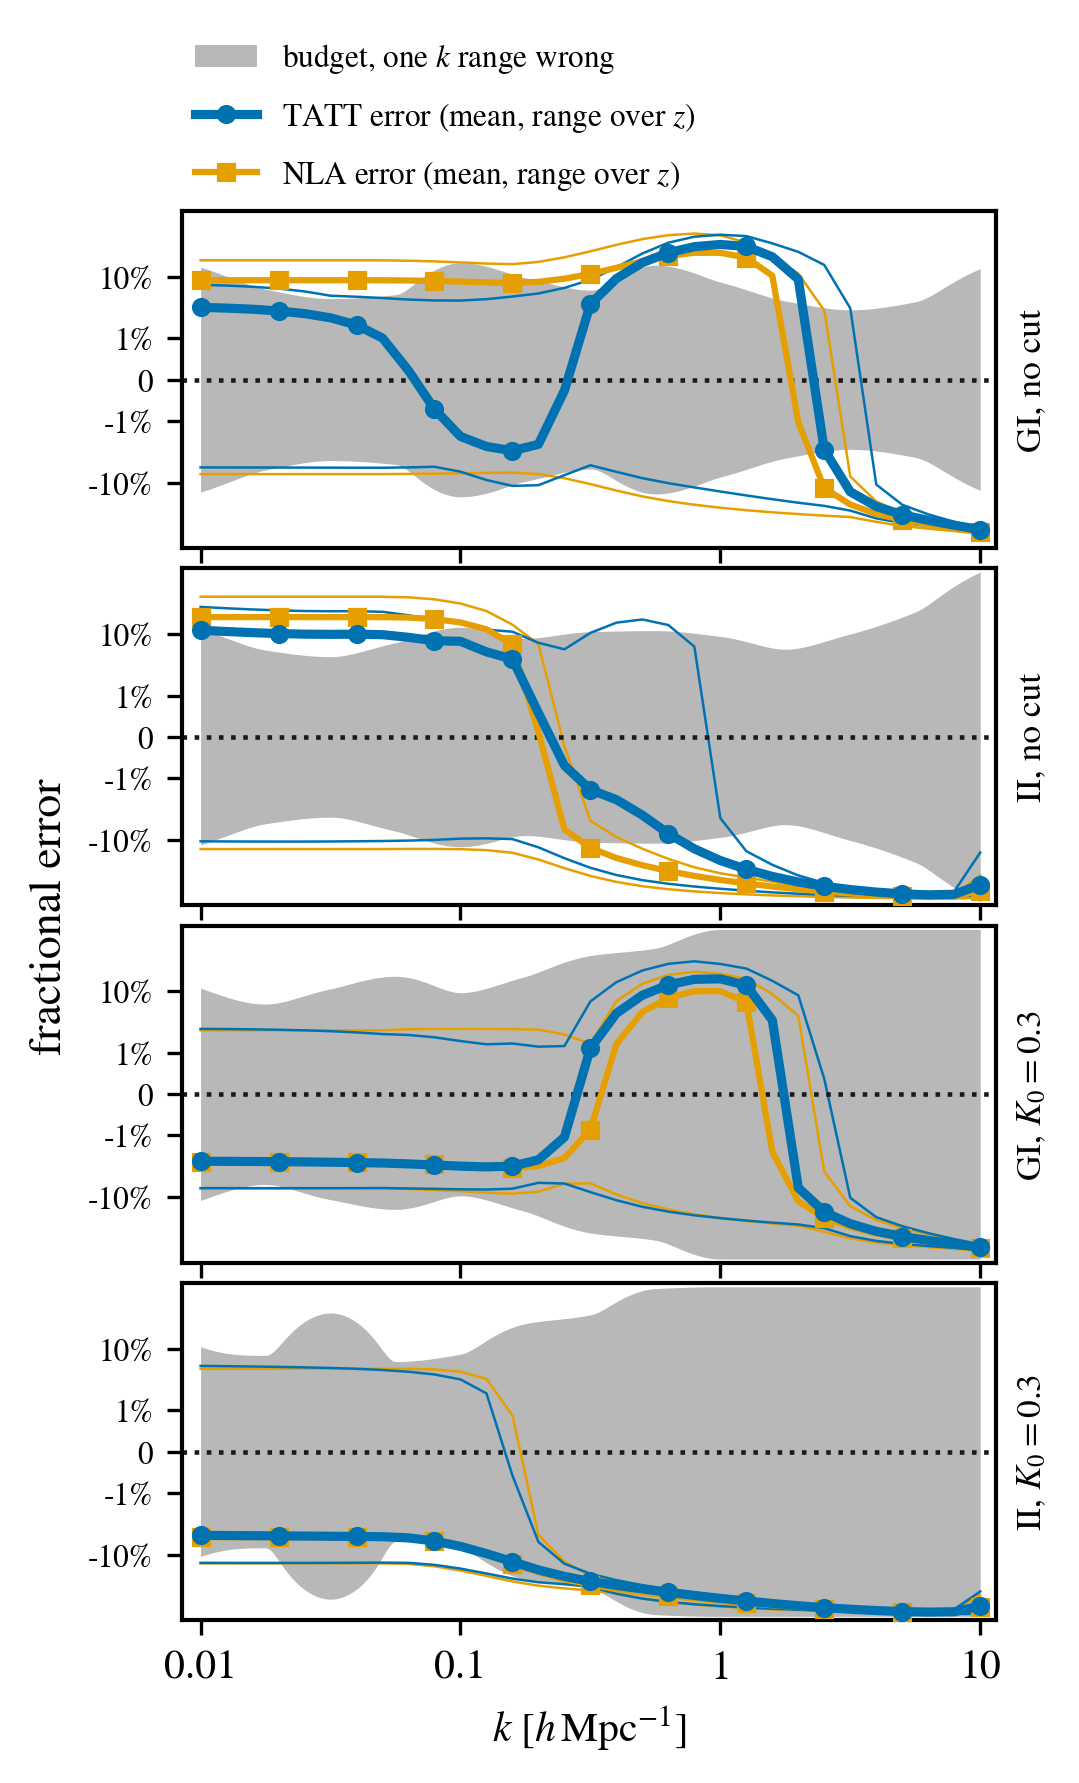 budget, one k range wrong
TATT error (mean, range over z)
NLA error (mean, range over z)
10%
1%
0
-1%
-10%
GI, no cut
10%
1%
0
-1%
-10%
II, no cut
fractional error
10%
1%
0
-1%
-10%
GI, K₀ = 0.3
10%
1%
0
-1%
-10%
II, K₀ = 0.3
0.01 0.1 1 10
k [h Mpc⁻¹]